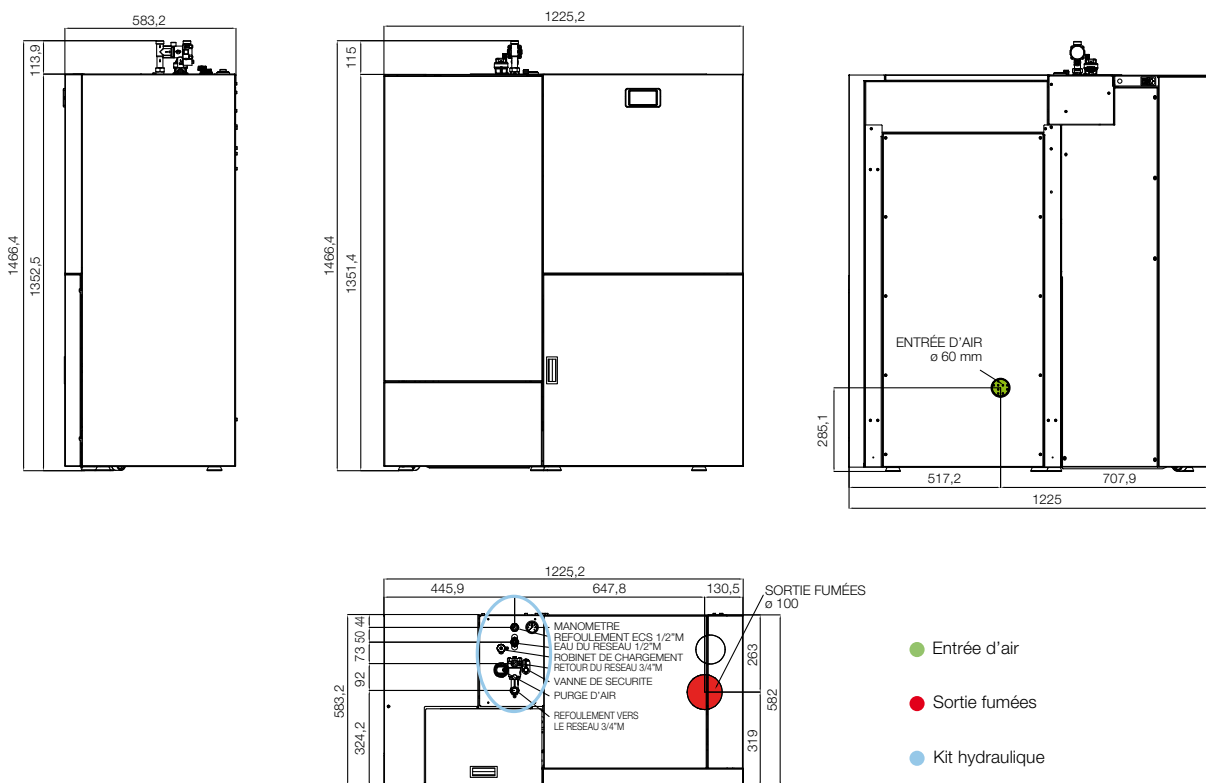 583,2
113,9
1466,4
1352,5
1225,2
115
1466,4
1351,4
ENTRÉE D'AIR
ø 60 mm
285,1
517,2
707,9
1225
1225,2
445,9
647,8
130,5
SORTIE FUMÉES
ø 100
44
50
73
92
324,2
583,2
MANOMETRE
REFOULEMENT ECS 1/2"M
EAU DU RESEAU 1/2"M
ROBINET DE CHARGEMENT
RETOUR DU RESEAU 3/4"M
VANNE DE SECURITE
PURGE D'AIR
REFOULEMENT VERS
LE RESEAU 3/4"M
263
319
582
Entrée d'air
Sortie fumées
Kit hydraulique